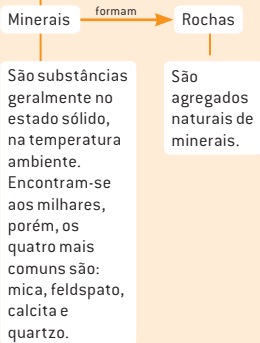 Minerais
formam
Rochas
São substâncias
geralmente no
estado sólido,
na temperatura
ambiente.
Encontram-se
aos milhares,
porém, os
quatro mais
comuns são:
mica, feldspato,
calcita e
quartzo.
São
agregados
naturais de
minerais.